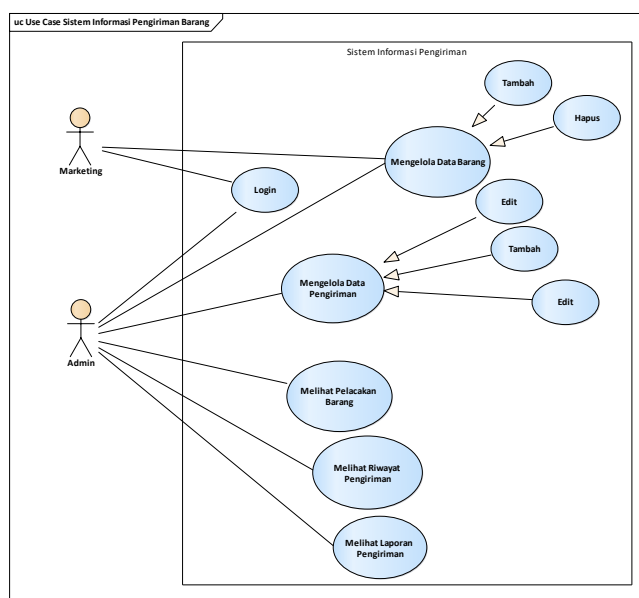 uc Use Case Sistem Informasi Pengiriman Barang
Sistem Informasi Pengiriman
Tambah
Hapus
Marketing
Mengelola Data Barang
Login
Edit
Tambah
Mengelola Data
Pengiriman
Edit
Admin
Melihat Pelacakan
Barang
Melihat Riwayat
Pengiriman
Melihat Laporan
Pengiriman